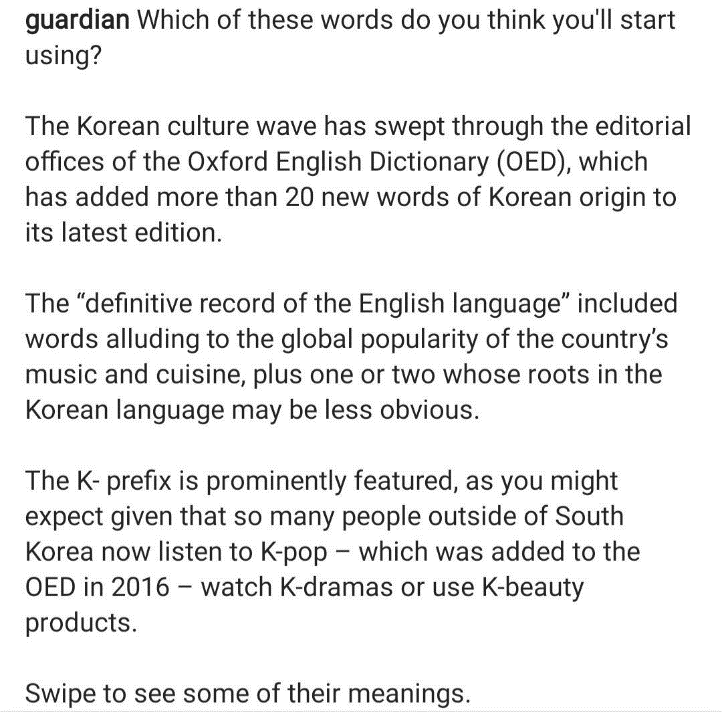 guardian Which of these words do you think you'll start
using?
The Korean culture wave has swept through the editorial
offices of the Oxford English Dictionary (OED), which
has added more than 20 new words of Korean origin to
its latest edition.
The “definitive record of the English language” included
words alluding to the global popularity of the country’s
music and cuisine, plus one or two whose roots in the
Korean language may be less obvious.
The K- prefix is prominently featured, as you might
expect given that so many people outside of South
Korea now listen to K-pop – which was added to the
OED in 2016 – watch K-dramas or use K-beauty
products.
Swipe to see some of their meanings.